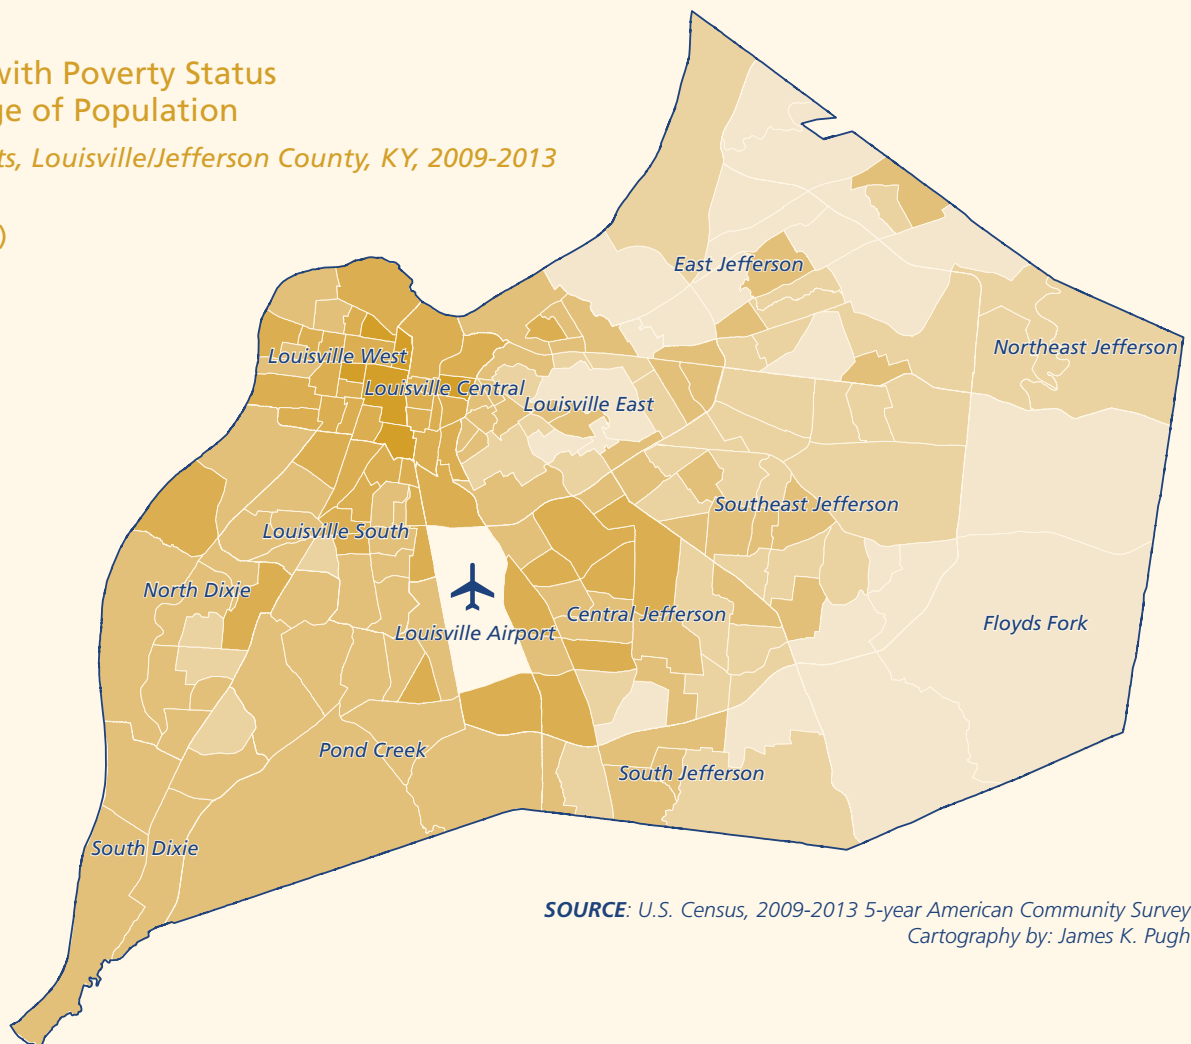 with Poverty Status
ge of Population
ts, Louisville/Jefferson County, KY, 2009-2013
)
East Jefferson
Northeast Jefferson
Louisville West
Louisville Central
Louisville East
Southeast Jefferson
Louisville South
North Dixie
Central Jefferson
Floyds Fork
Louisville Airport
Pond Creek
South Jefferson
South Dixie
SOURCE: U.S. Census, 2009-2013 5-year American Community Survey
Cartography by: James K. Pugh